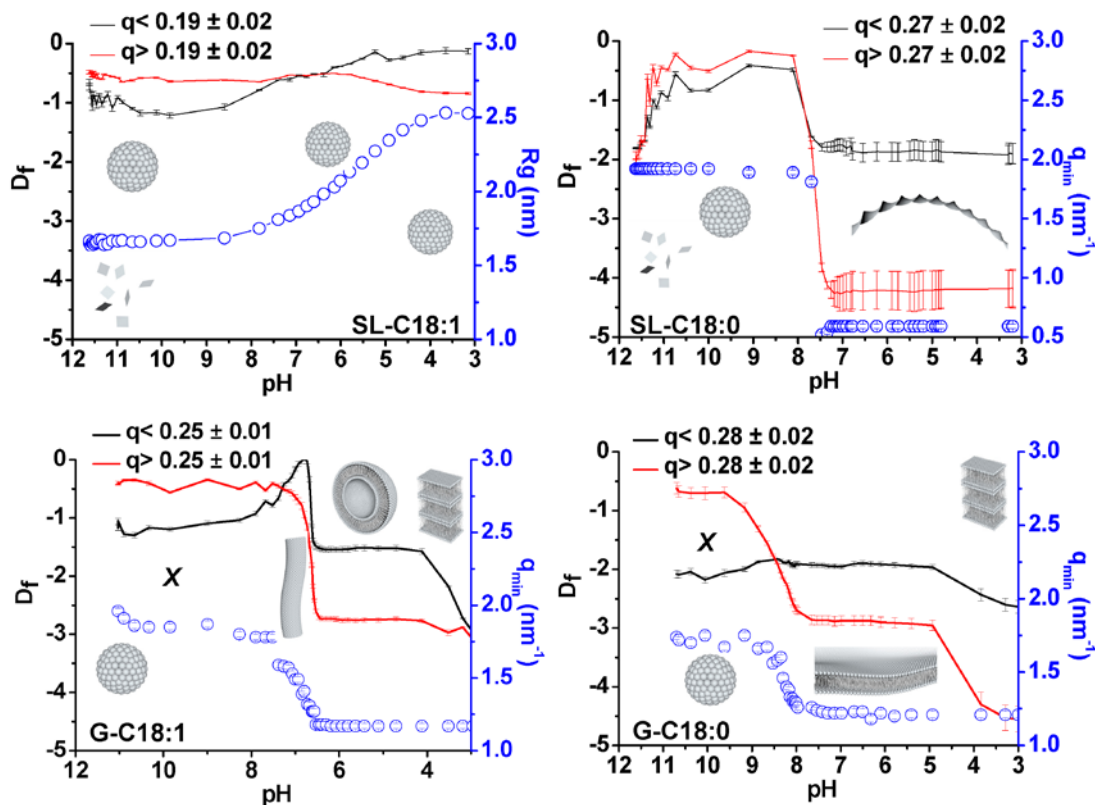 q< 0.19 ± 0.02
q> 0.19 ± 0.02
0
-1
-2
-3
-4
-5
Df
3.0
2.5
2.0
1.5
1.0
Rg (nm)
SL-C18:1
12 11 10 9 8 7 6 5 4 3
pH
q< 0.27 ± 0.02
q> 0.27 ± 0.02
0
-1
-2
-3
-4
-5
Df
3.0
2.5
2.0
1.5
1.0
0.5
qmin (nm-1)
SL-C18:0
12 11 10 9 8 7 6 5 4 3
pH
q< 0.25 ± 0.01
q> 0.25 ± 0.01
0
-1
-2
-3
-4
-5
Df
X
3.0
2.5
2.0
1.5
1.0
qmin (nm-1)
G-C18:1
12 11 10 9 8 7 6 5 4
pH
q< 0.28 ± 0.02
q> 0.28 ± 0.02
0
-1
-2
-3
-4
-5
Df
X
3.0
2.5
2.0
1.5
1.0
qmin (nm-1)
G-C18:0
12 11 10 9 8 7 6 5 4 3
pH